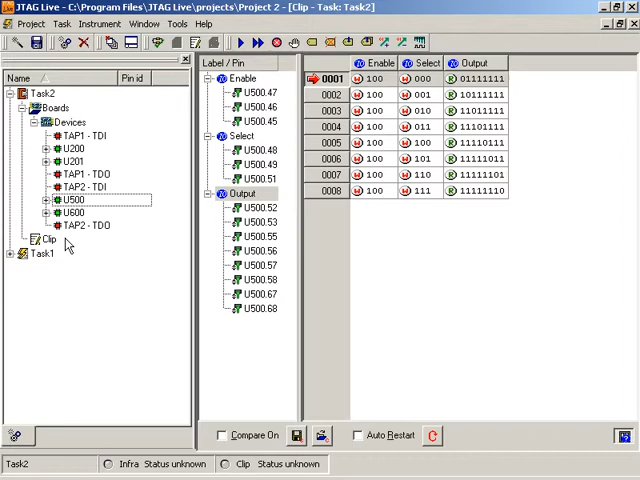 JTAG Live - C:\Program Files\JTAG Live\projects\Project 2 - [Clip - Task: Task2]
Project Task Instrument Window Tools Help
Name Pin id
Task2
Boards
Devices
TAP1 - TDI
U200
U201
TAP1 - TDO
TAP2 - TDI
U500
U600
TAP2 - TDO
Clip
Task1
Label / Pin
Enable
U500.47
U500.46
U500.45
Select
U500.48
U500.49
U500.51
Output
U500.52
U500.53
U500.55
U500.56
U500.57
U500.58
U500.67
U500.68
Enable Select Output
0001 W 100 W 000 R 01111111
0002 W 100 W 001 R 10111111
0003 W 100 W 010 R 11011111
0004 W 100 W 011 R 11101111
0005 W 100 W 100 R 11110111
0006 W 100 W 101 R 11111011
0007 W 100 W 110 R 11111101
0008 W 100 W 111 R 11111110
Compare On Auto Restart
Task2 Infra Status unknown Clip Status unknown